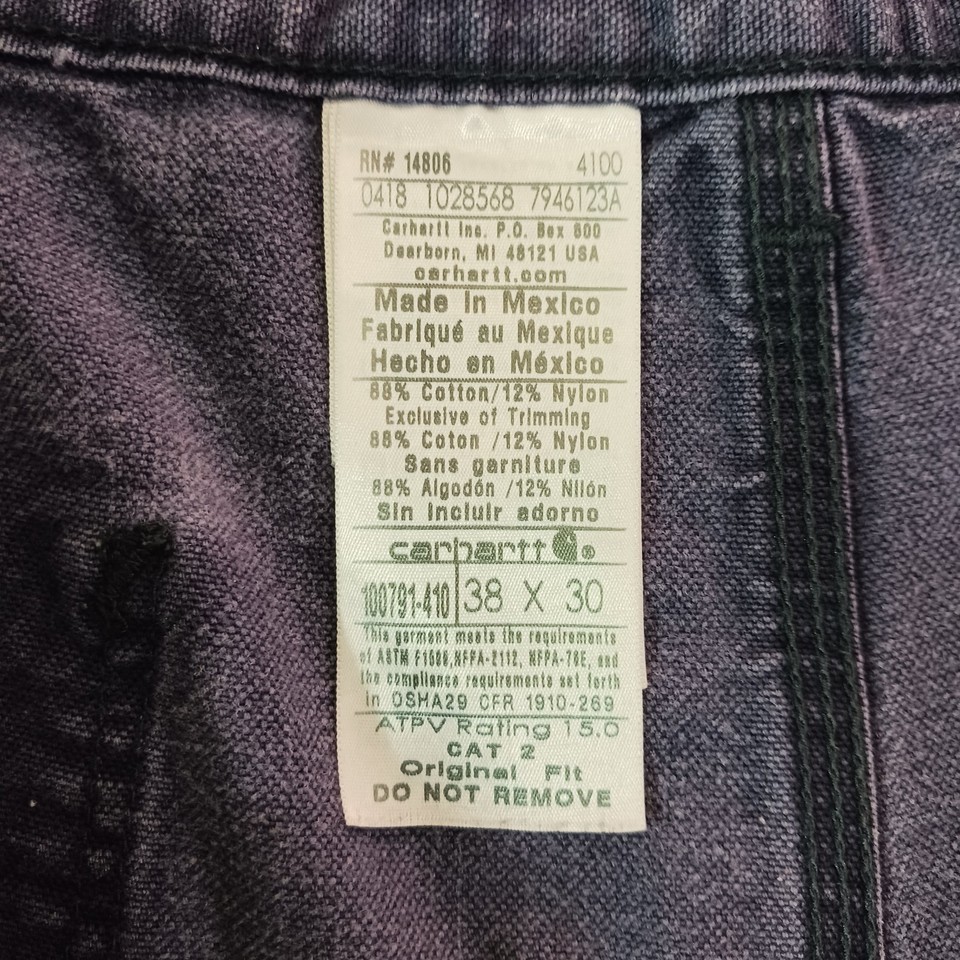 RN# 14806 4100
0418 1028568 7946123A
Carhartt Inc. P.O. Box 600
Dearborn, MI 48121 USA
carhartt.com
Made in Mexico
Fabriqué au Mexique
Hecho en México
88% Cotton/12% Nylon
Exclusive of Trimming
88% Coton /12% Nylon
Sans garniture
88% Algodón /12% Nilón
Sin incluir adorno
carhartt ®
100791-410 38 X 30
This garment meets the requirements
of ASTM F1506,NFPA-2112, NFPA-70E, and
the compliance requirements set forth
in OSHA29 CFR 1910-269
ATPV Rating 15.0
CAT 2
Original Fit
DO NOT REMOVE